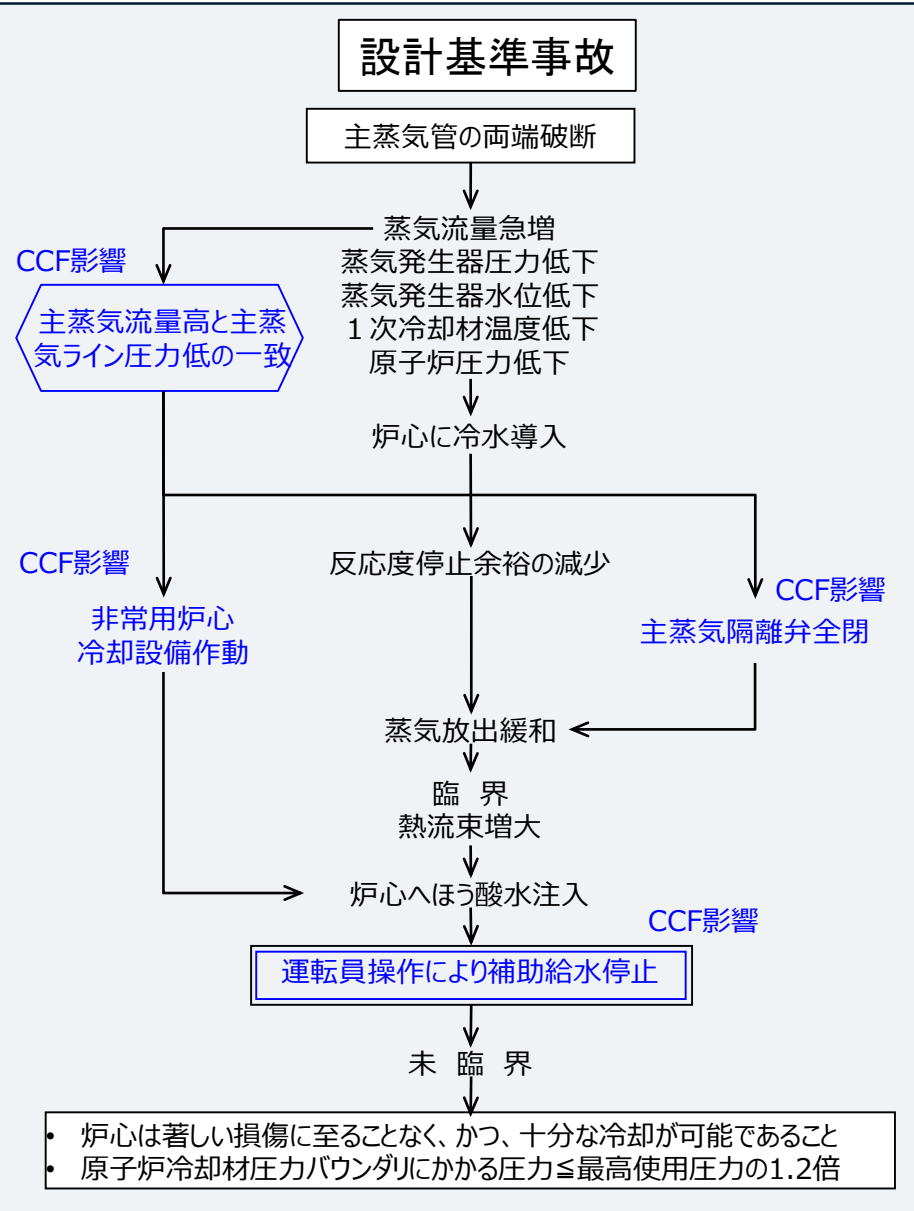 設計基準事故
主蒸気管の両端破断
蒸気流量急増
蒸気発生器圧力低下
蒸気発生器水位低下
１次冷却材温度低下
原子炉圧力低下
CCF影響
主蒸気流量高と主蒸
気ライン圧力低の一致
炉心に冷水導入
CCF影響
非常用炉心
冷却設備作動
反応度停止余裕の減少
CCF影響
主蒸気隔離弁全閉
蒸気放出緩和
臨　界
熱流束増大
炉心へほう酸水注入
CCF影響
運転員操作により補助給水停止
未　臨　界
• 炉心は著しい損傷に至ることなく、かつ、十分な冷却が可能であること
• 原子炉冷却材圧力バウンダリにかかる圧力≦最高使用圧力の1.2倍